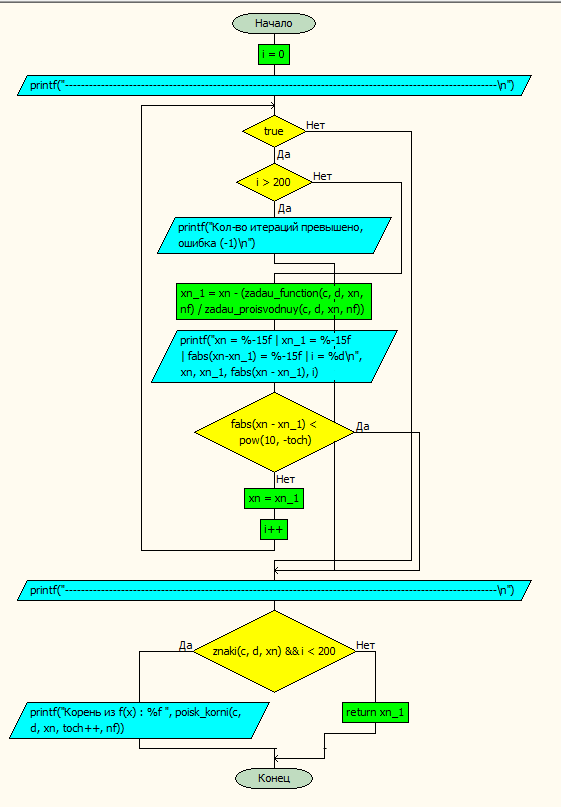 Начало
i = 0
printf("------------------------------------------------------------------------------------------------------------\n")
true
Нет
Да
i > 200
Нет
Да
printf("Кол-во итераций превышено,
ошибка (-1)\n")
xn_1 = xn - (zadau_function(c, d, xn,
nf) / zadau_proisvodnuy(c, d, xn, nf))
printf("xn = %-15f | xn_1 = %-15f
| fabs(xn-xn_1) = %-15f | i = %d\n",
xn, xn_1, fabs(xn - xn_1), i)
fabs(xn - xn_1) <
pow(10, -toch)
Да
Нет
xn = xn_1
i++
printf("------------------------------------------------------------------------------------------------------------\n")
Да
znaki(c, d, xn) && i < 200
Нет
printf("Корень из f(x) : %f ", poisk_korni(c,
d, xn, toch++, nf))
return xn_1
Конец